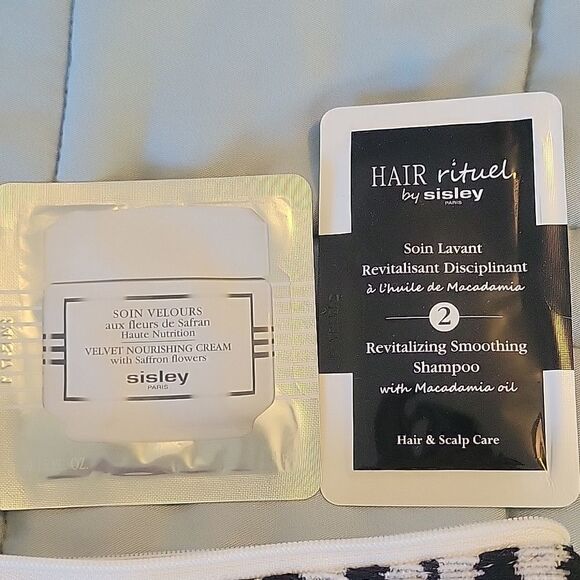 SOIN VELOURS
aux fleurs de Safran
Haute Nutrition
VELVET NOURISHING CREAM
with Saffron flowers
sisley
PARIS
OZ.
HAIR rituel
by sisley
PARIS
Soin Lavant
Revitalisant Disciplinant
à l'huile de Macadamia
2
Revitalizing Smoothing
Shampoo
with Macadamia oil
Hair & Scalp Care